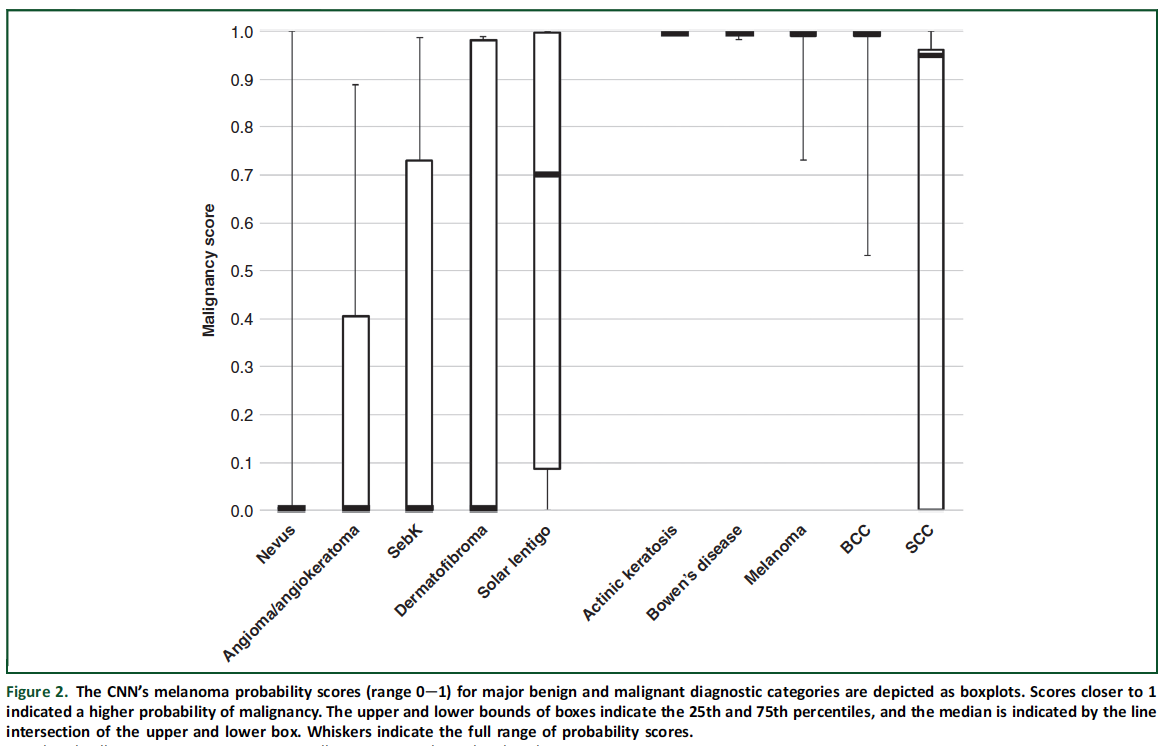 1.0
0.9
0.8
0.7
0.6
0.5
0.4
0.3
0.2
0.1
0.0
Malignancy score
Nevus
Angioma/angiokeratoma
SebK
Dermatofibroma
Solar lentigo
Actinic keratosis
Bowen's disease
Melanoma
BCC
SCC
Figure 2. The CNN's melanoma probability scores (range 0—1) for major benign and malignant diagnostic categories are depicted as boxplots. Scores closer to 1
indicated a higher probability of malignancy. The upper and lower bounds of boxes indicate the 25th and 75th percentiles, and the median is indicated by the line
intersection of the upper and lower box. Whiskers indicate the full range of probability scores.